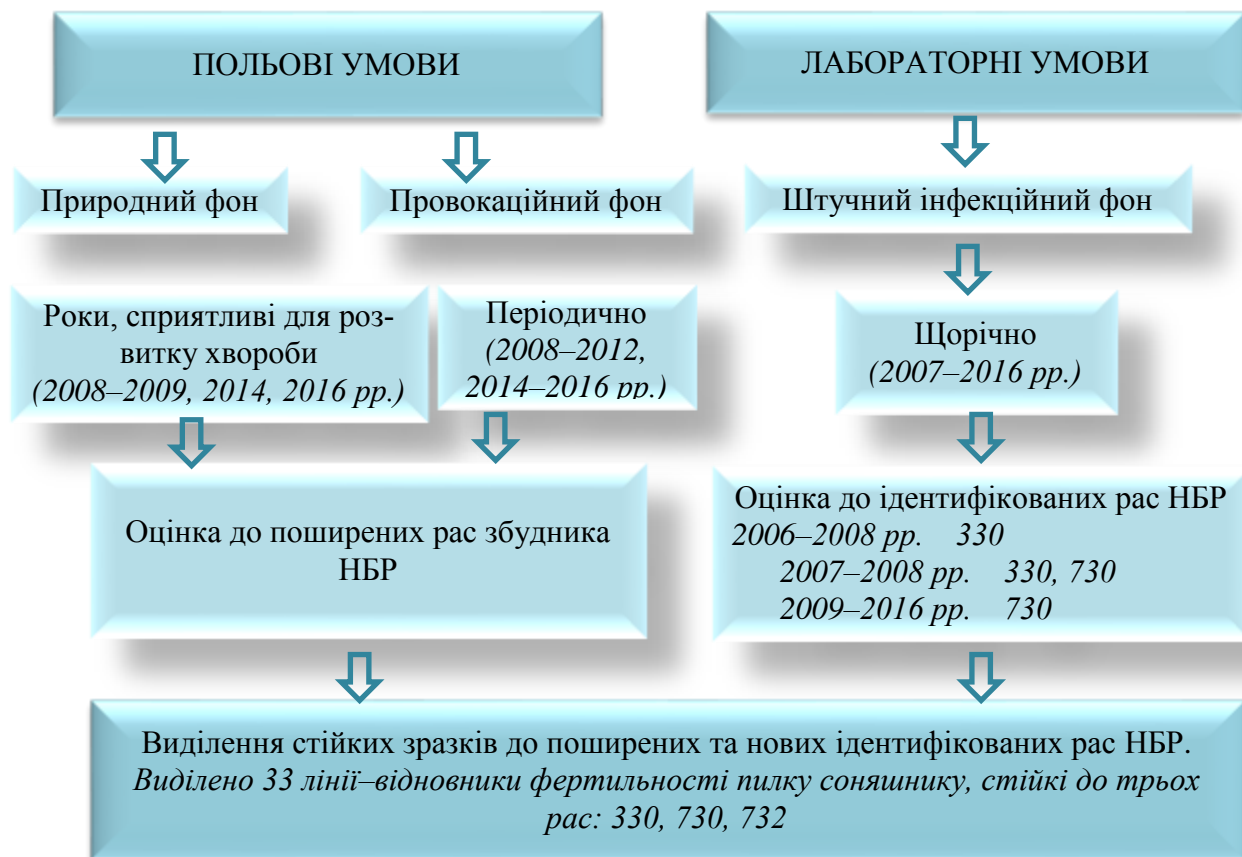 ПОЛЬОВІ УМОВИ
ЛАБОРАТОРНІ УМОВИ
Природний фон
Провокаційний фон
Штучний інфекційний фон
Роки, сприятливі для роз-
витку хвороби
(2008–2009, 2014, 2016 рр.)
Періодично
(2008–2012,
2014–2016 рр.)
Щорічно
(2007–2016 рр.)
Оцінка до поширених рас збудника
НБР
Оцінка до ідентифікованих рас НБР
2006–2008 рр. 330
2007–2008 рр. 330, 730
2009–2016 рр. 730
Виділення стійких зразків до поширених та нових ідентифікованих рас НБР.
Виділено 33 лінії–відновники фертильності пилку соняшнику, стійкі до трьох
рас: 330, 730, 732